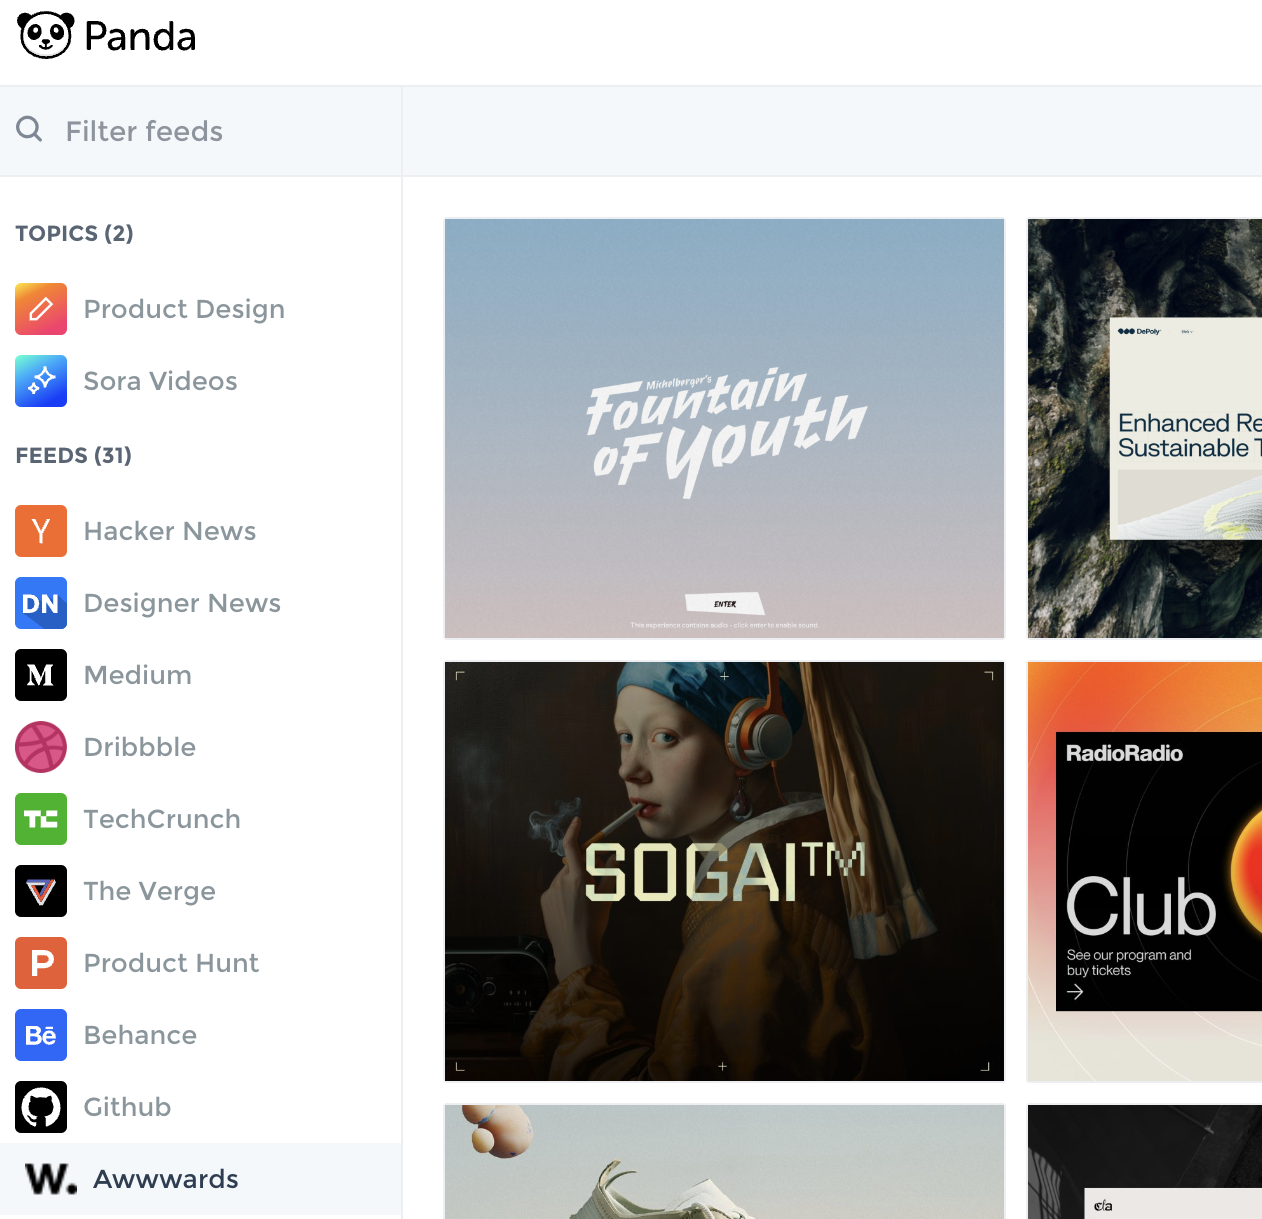 Panda
Filter feeds
TOPICS (2)
Product Design
Sora Videos
FEEDS (31)
Y
Hacker News
DN
Designer News
M
Medium
Dribbble
TC
TechCrunch
The Verge
P
Product Hunt
Bē
Behance
Github
W.
Awwwards
Michelberger's
Fountain
of Youth
ENTER
This experience contains audio - click enter to enable sound
DePoly
Enhanced Re
Sustainable T
SOGAI™
RadioRadio
Club
See our program and
buy tickets